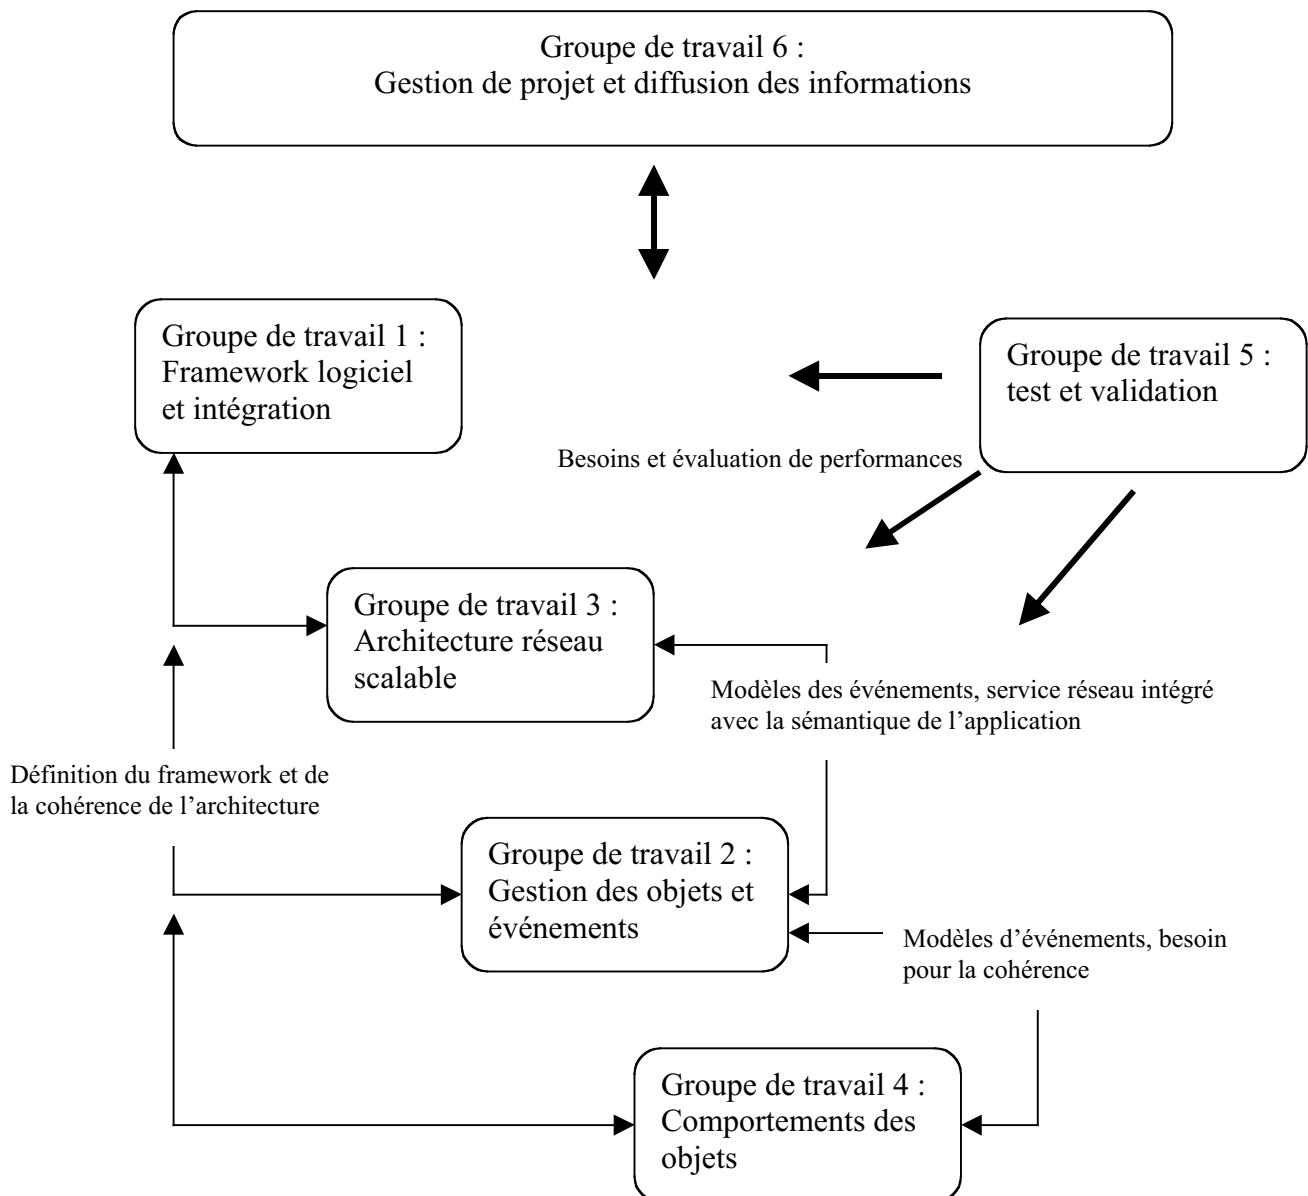 Groupe de travail 6 :
Gestion de projet et diffusion des informations
Groupe de travail 1 :
Framework logiciel
et intégration
Groupe de travail 5 :
test et validation
Besoins et évaluation de performances
Groupe de travail 3 :
Architecture réseau
scalable
Modèles des événements, service réseau intégré
avec la sémantique de l’application
Définition du framework et de
la cohérence de l’architecture
Groupe de travail 2 :
Gestion des objets et
événements
Modèles d’événements, besoin
pour la cohérence
Groupe de travail 4 :
Comportements des
objets